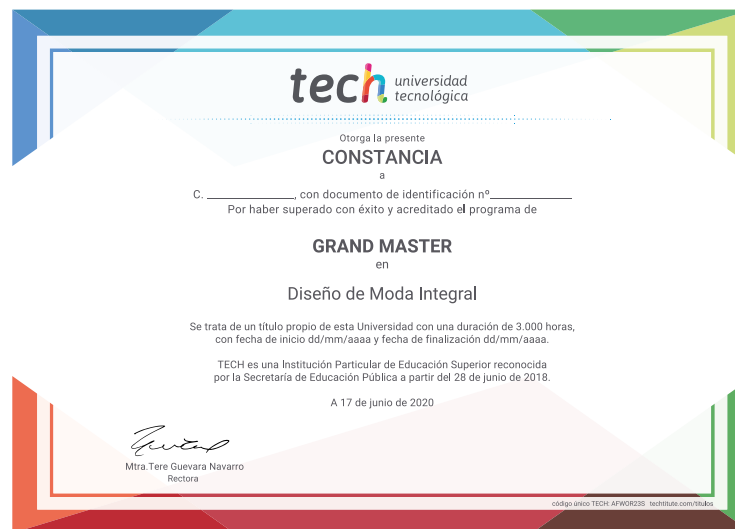 tech universidad
tecnológica
Otorga la presente
CONSTANCIA
a
C. ________________, con documento de identificación nº______________
Por haber superado con éxito y acreditado el programa de
GRAND MASTER
en
Diseño de Moda Integral
Se trata de un título propio de esta Universidad con una duración de 3.000 horas,
con fecha de inicio dd/mm/aaaa y fecha de finalización dd/mm/aaaa.
TECH es una Institución Particular de Educación Superior reconocida
por la Secretaría de Educación Pública a partir del 28 de junio de 2018.
A 17 de junio de 2020
Mtra.Tere Guevara Navarro
Rectora
código único TECH: AFWOR23S techtitute.com/titulos